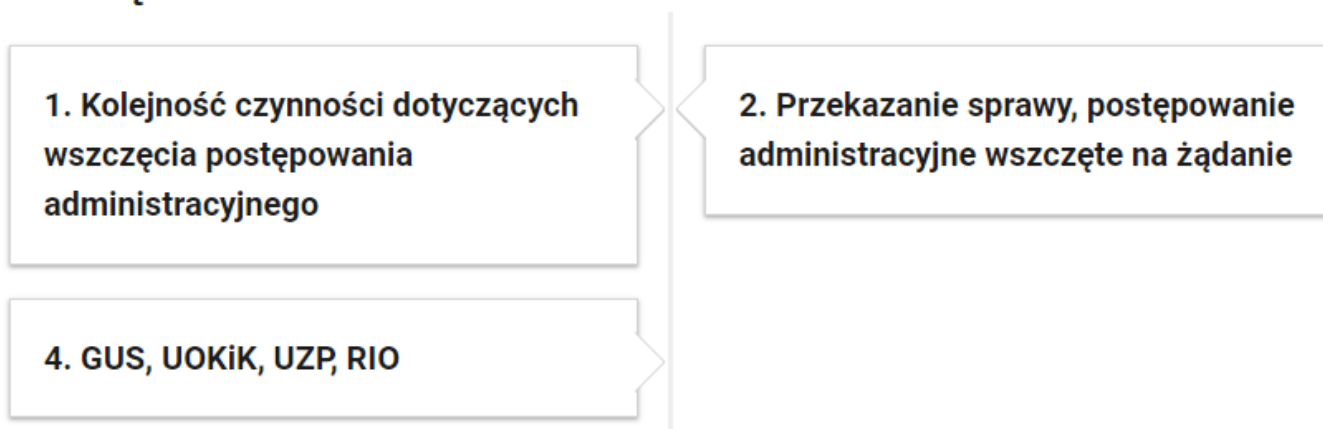 1. Kolejność czynności dotyczących
wszczęcia postępowania
administracyjnego
2. Przekazanie sprawy, postępowanie
administracyjne wszczęte na żądanie
4. GUS, UOKiK, UZP, RIO